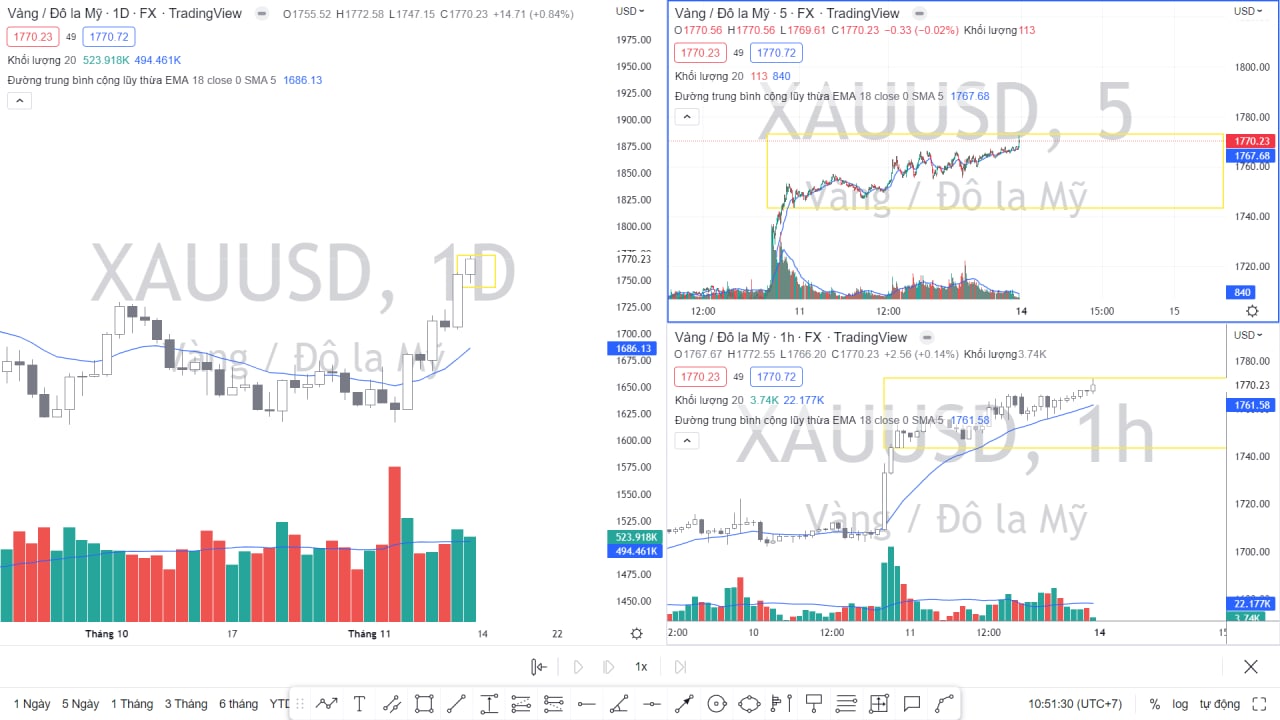 Vàng / Đô la Mỹ · 1D · FX · TradingView
O1755.52 H1772.58 L1747.15 C1770.23 +14.71 (+0.84%)
1770.23 49 1770.72
Khối lượng 20 523.918K 494.461K
Đường trung bình cộng lũy thừa EMA 18 close 0 SMA 5 1686.13
XAUUSD, 1D
Vàng / Đô la Mỹ
USD
1975.00
1950.00
1925.00
1900.00
1875.00
1850.00
1825.00
1800.00
1770.23
1750.00
1725.00
1700.00
1686.13
1675.00
1650.00
1625.00
1600.00
1575.00
1550.00
1525.00
523.918K
494.461K
1475.00
1450.00
Tháng 10 17 Tháng 11 14 22
Vàng / Đô la Mỹ · 5 · FX · TradingView
O1770.56 H1770.56 L1769.61 C1770.23 −0.33 (−0.02%) Khối lượng113
1770.23 49 1770.72
Khối lượng 20 113 840
Đường trung bình cộng lũy thừa EMA 18 close 0 SMA 5 1767.68
XAUUSD, 5
Vàng / Đô la Mỹ
USD
1800.00
1780.00
1770.23
1767.68
1760.00
1740.00
1720.00
840
12:00 11 12:00 14 15:00 15
Vàng / Đô la Mỹ · 1h · FX · TradingView
O1767.67 H1772.55 L1766.20 C1770.23 +2.56 (+0.14%) Khối lượng3.74K
1770.23 49 1770.72
Khối lượng 20 3.74K 22.177K
Đường trung bình cộng lũy thừa EMA 18 close 0 SMA 5 1761.58
XAUUSD, 1h
Vàng / Đô la Mỹ
USD
1780.00
1770.23
1761.58
1740.00
1720.00
1700.00
22.177K
3.74K
2:00 10 12:00 11 12:00 14
1x
1 Ngày 5 Ngày 1 Tháng 3 Tháng 6 tháng YTD
10:51:30 (UTC+7) % log tự động